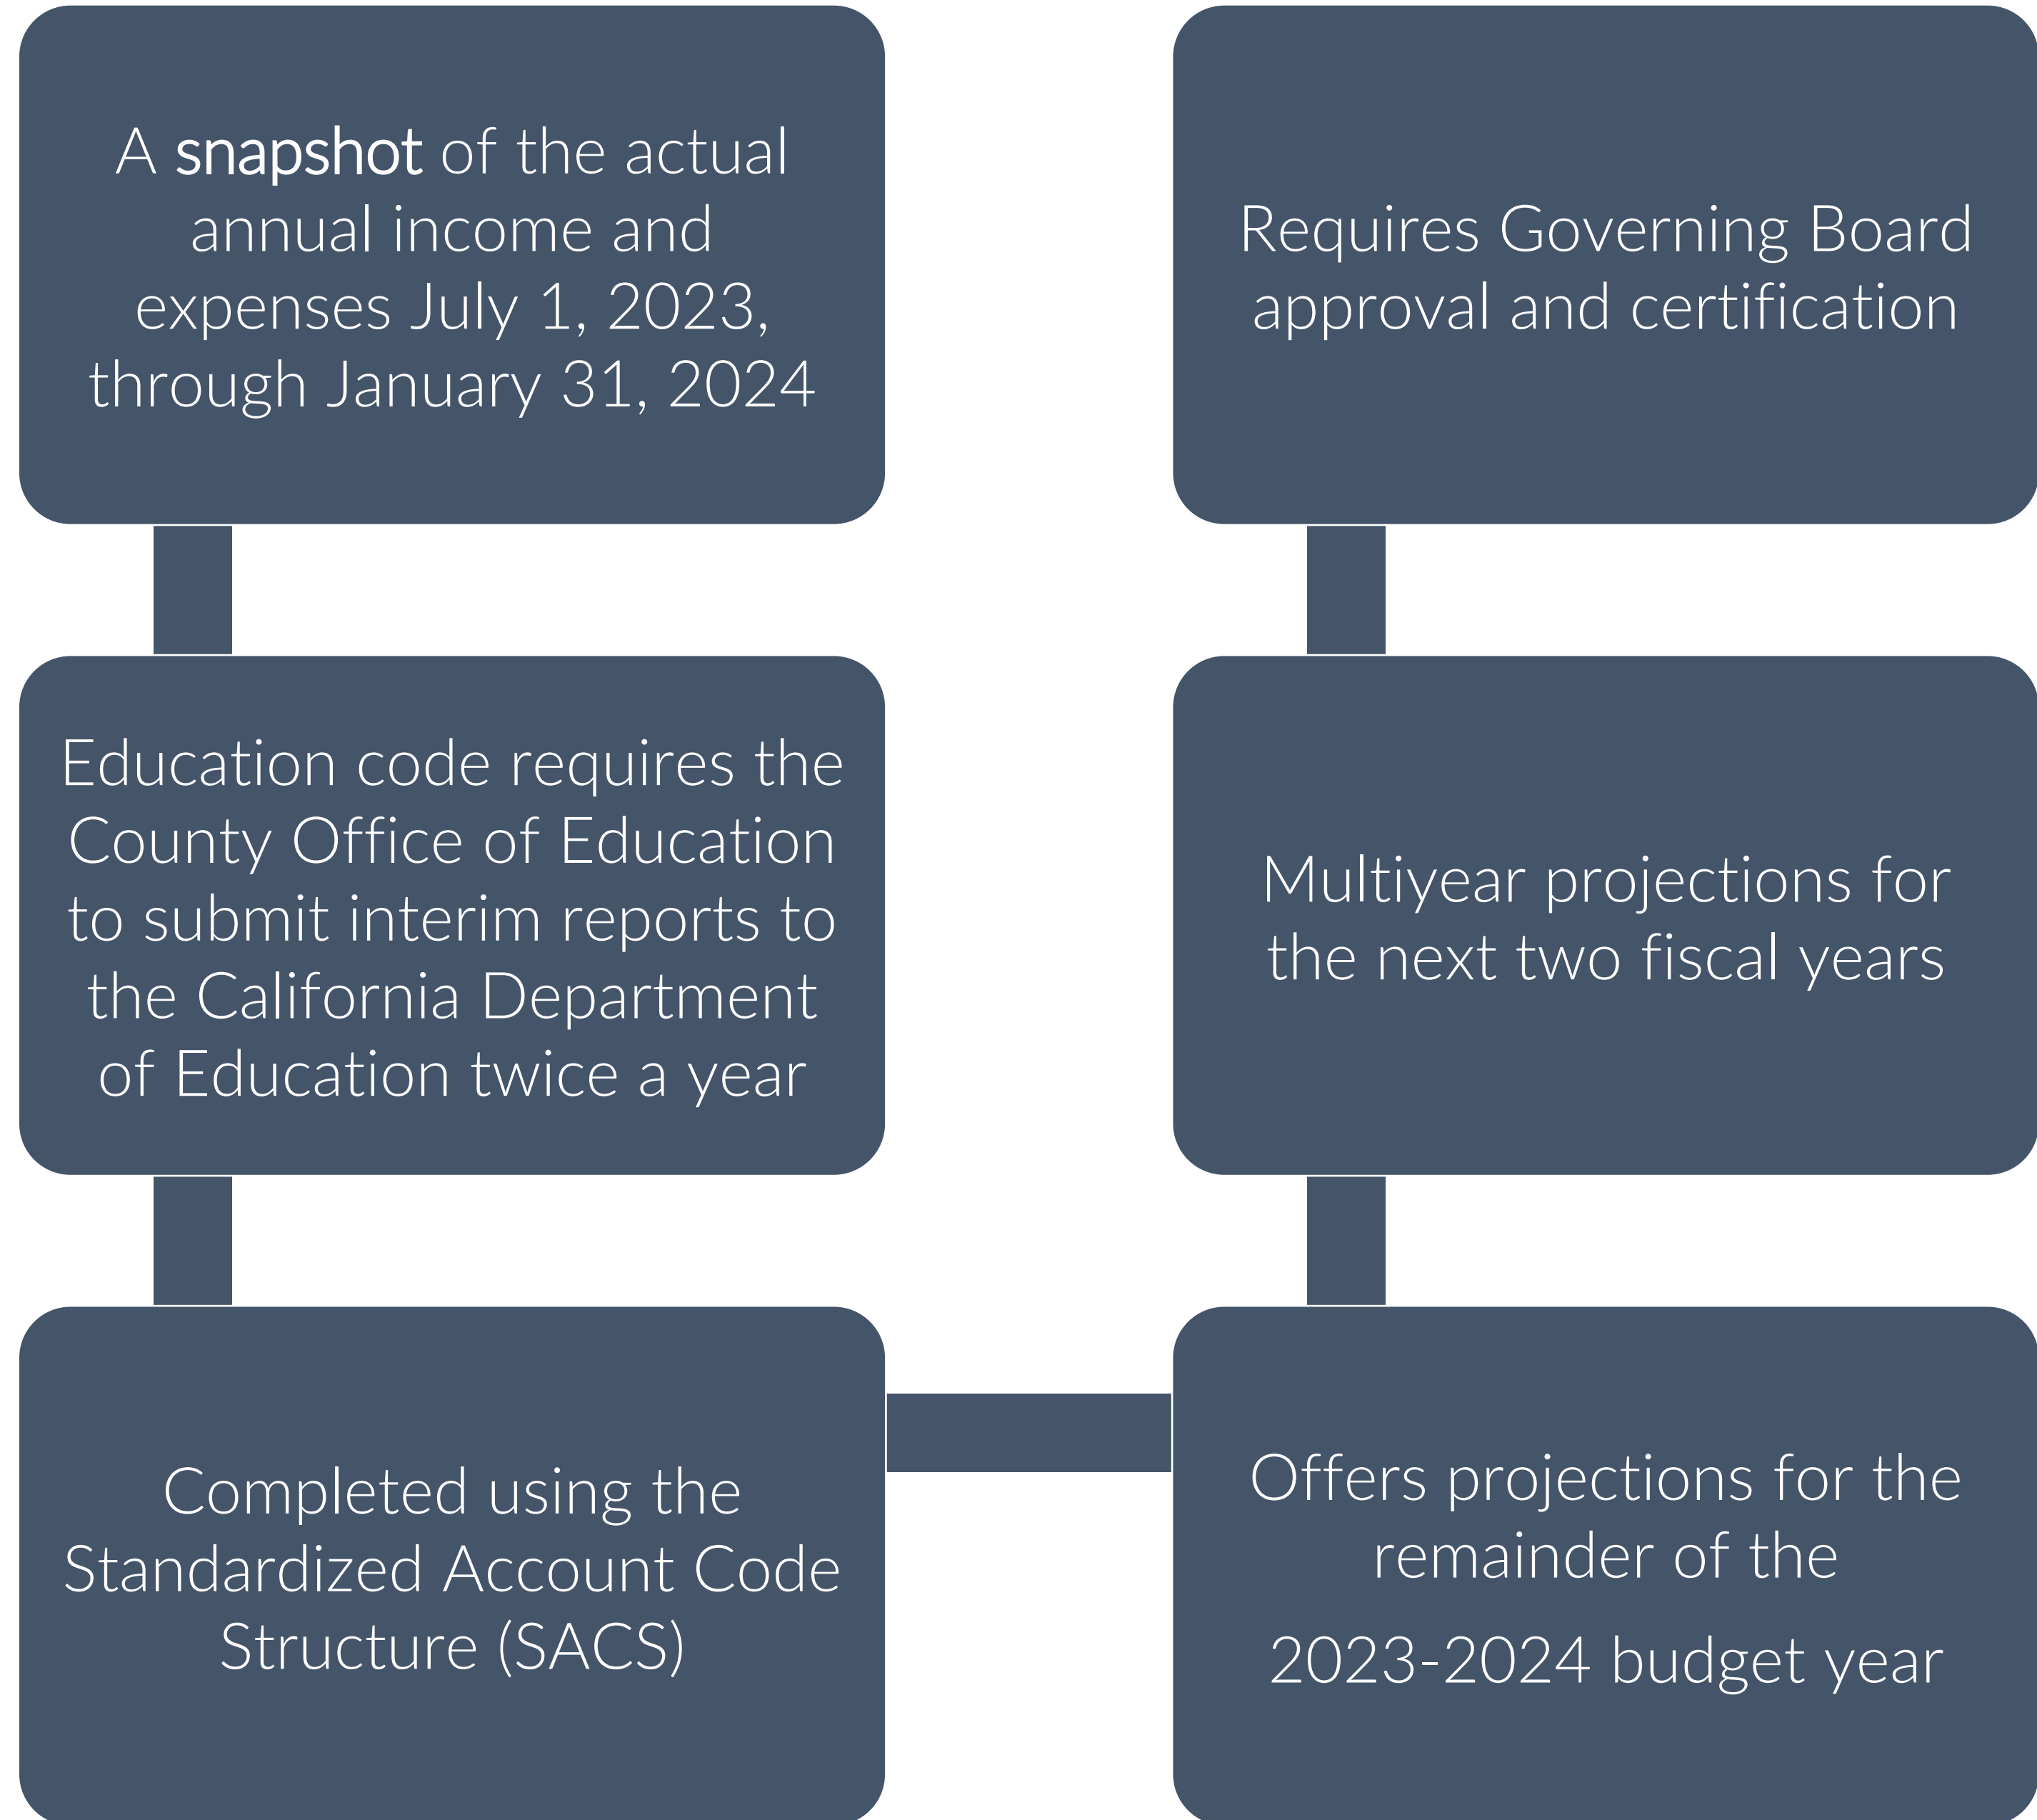 A snapshot of the actual
annual income and
expenses July 1, 2023,
through January 31, 2024
Education code requires the
County Office of Education
to submit interim reports to
the California Department
of Education twice a year
Completed using the
Standardized Account Code
Structure (SACS)
Offers projections for the
remainder of the
2023-2024 budget year
Multiyear projections for
the next two fiscal years
Requires Governing Board
approval and certification